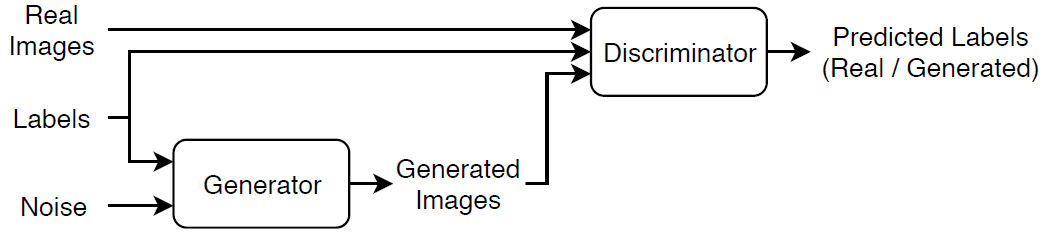 Real
Images
Labels
Noise
Generator
Generated
Images
Discriminator
Predicted Labels
(Real / Generated)